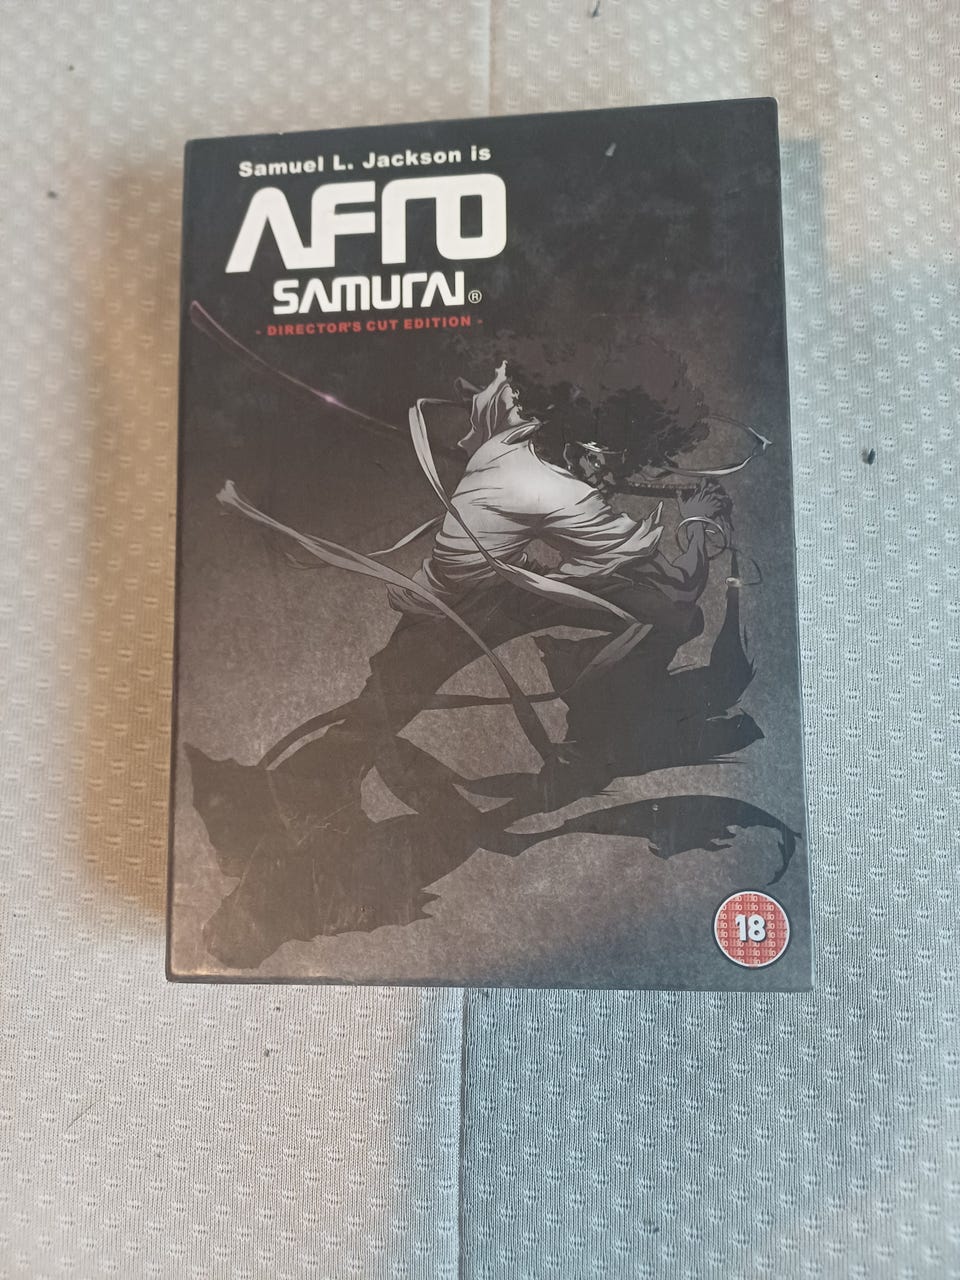 Samuel L. Jackson is
AFRO
SAMURAI®
- DIRECTOR'S CUT EDITION -
18